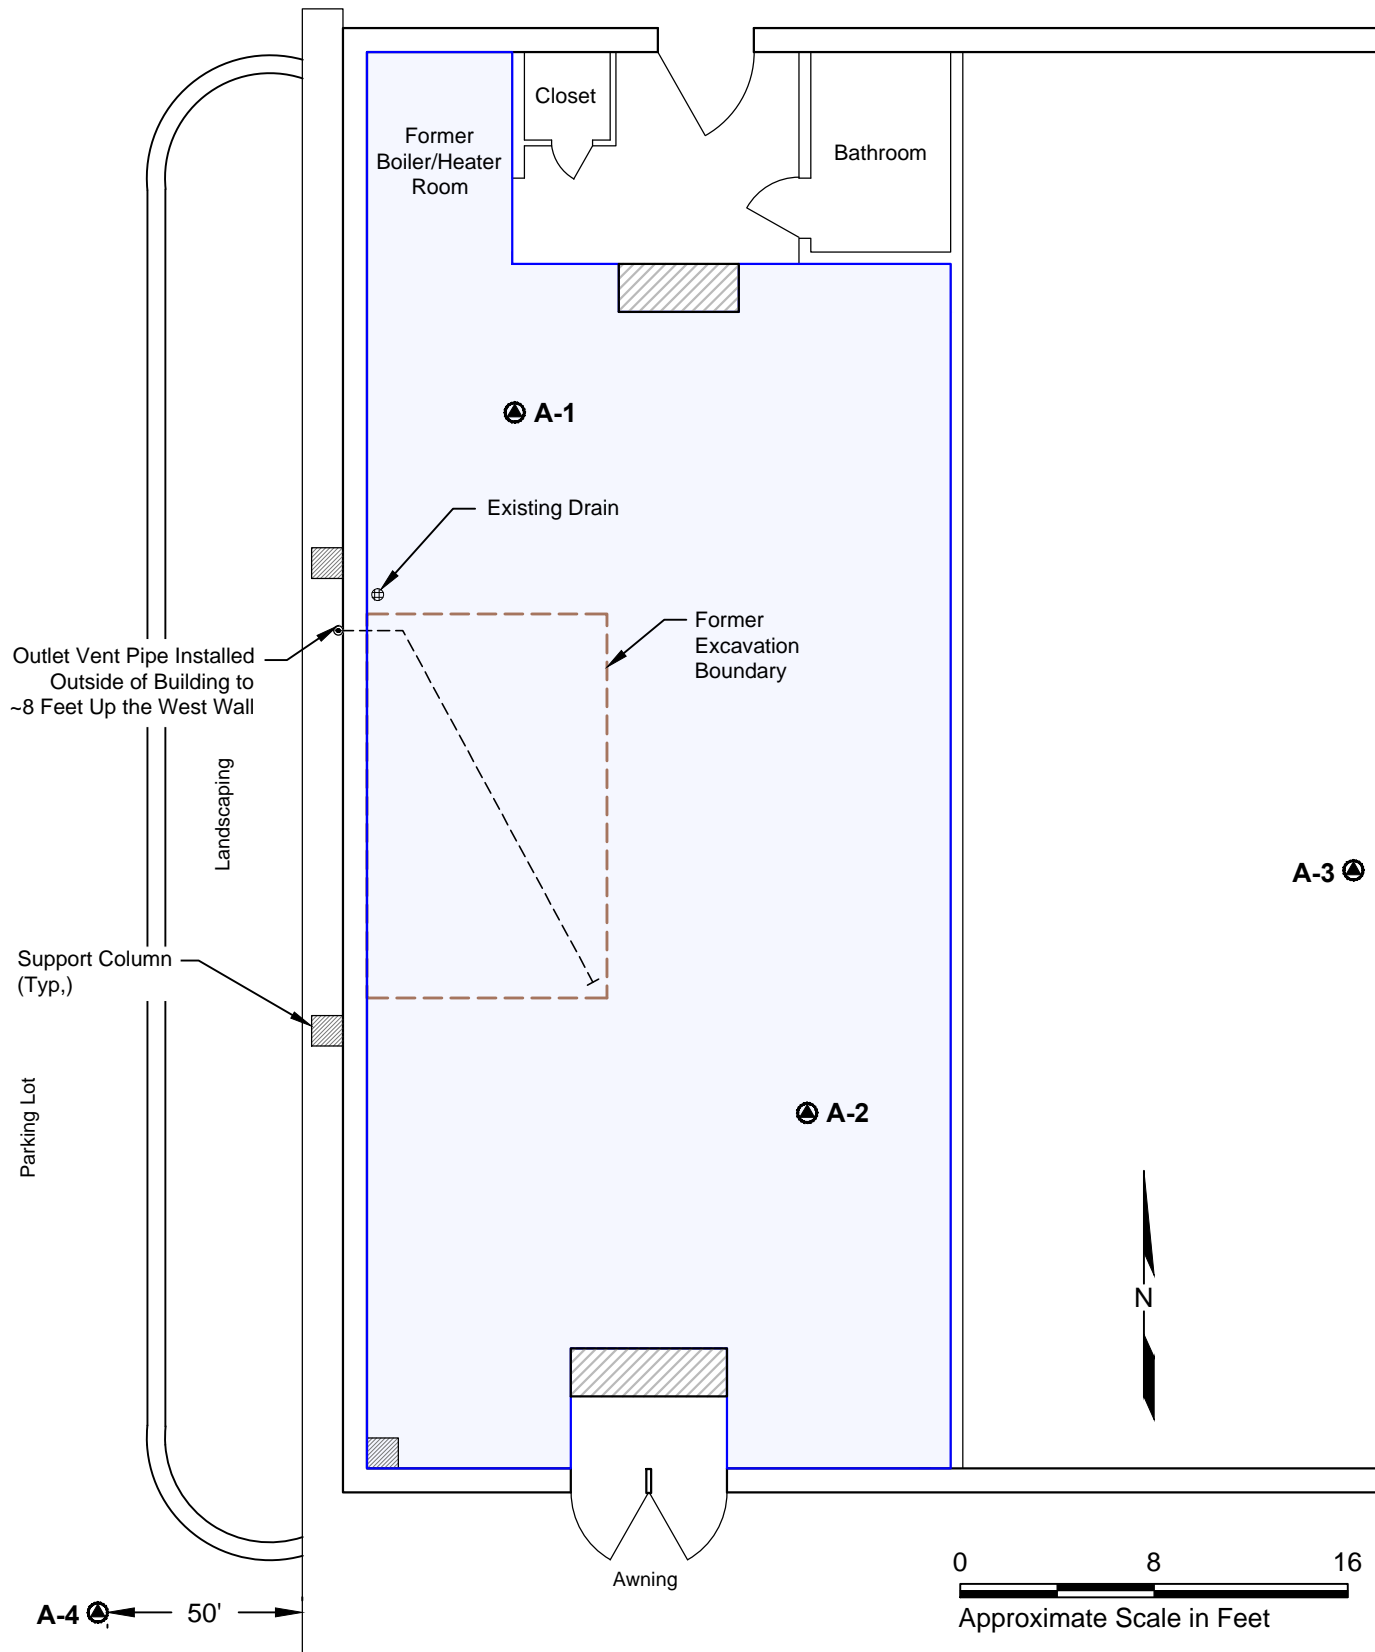 Closet
Former
Boiler/Heater
Room
Bathroom
A-1
Existing Drain
Former
Excavation
Boundary
Outlet Vent Pipe Installed
Outside of Building to
~8 Feet Up the West Wall
Landscaping
A-3
Support Column
(Typ,)
Parking Lot
A-2
N
Awning
0 8 16
Approximate Scale in Feet
A-4 50'